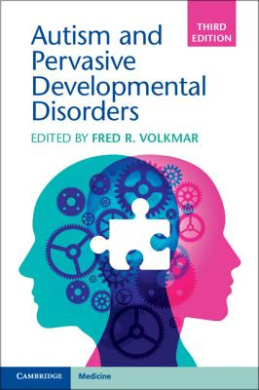 THIRD
EDITION
Autism and
Pervasive
Developmental
Disorders
EDITED BY FRED R. VOLKMAR
CAMBRIDGE
Medicine